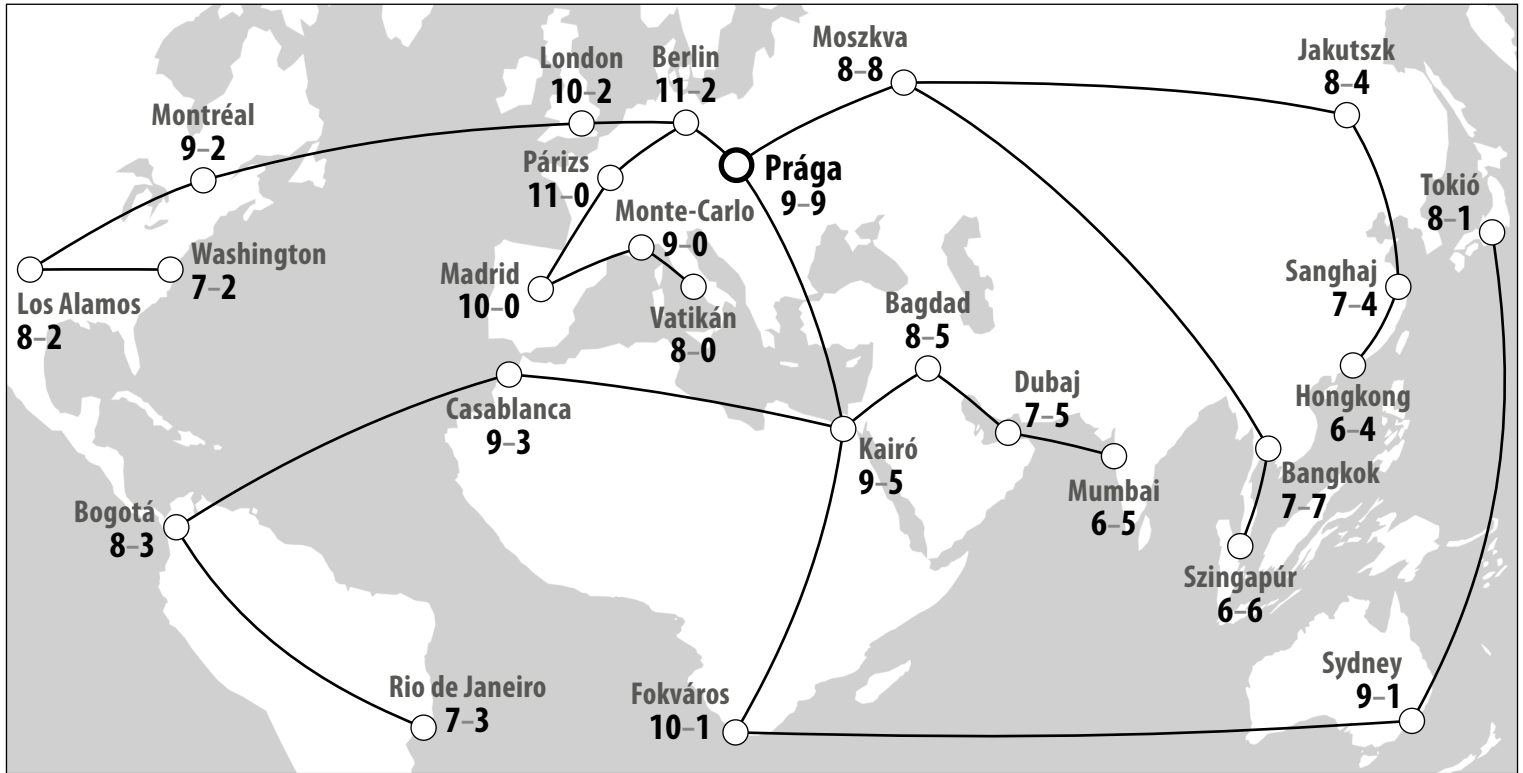 Moszkva
8–8
Jakutszk
8–4
London
10–2
Berlin
11–2
Montréal
9–2
Párizs
11–0
Prága
9–9
Tokió
8–1
Monte-Carlo
9–0
Washington
7–2
Madrid
10–0
Sanghaj
7–4
Los Alamos
8–2
Vatikán
8–0
Bagdad
8–5
Dubaj
7–5
Casablanca
9–3
Hongkong
6–4
Kairó
9–5
Mumbai
6–5
Bangkok
7–7
Bogotá
8–3
Szingapúr
6–6
Sydney
9–1
Rio de Janeiro
7–3
Fokváros
10–1